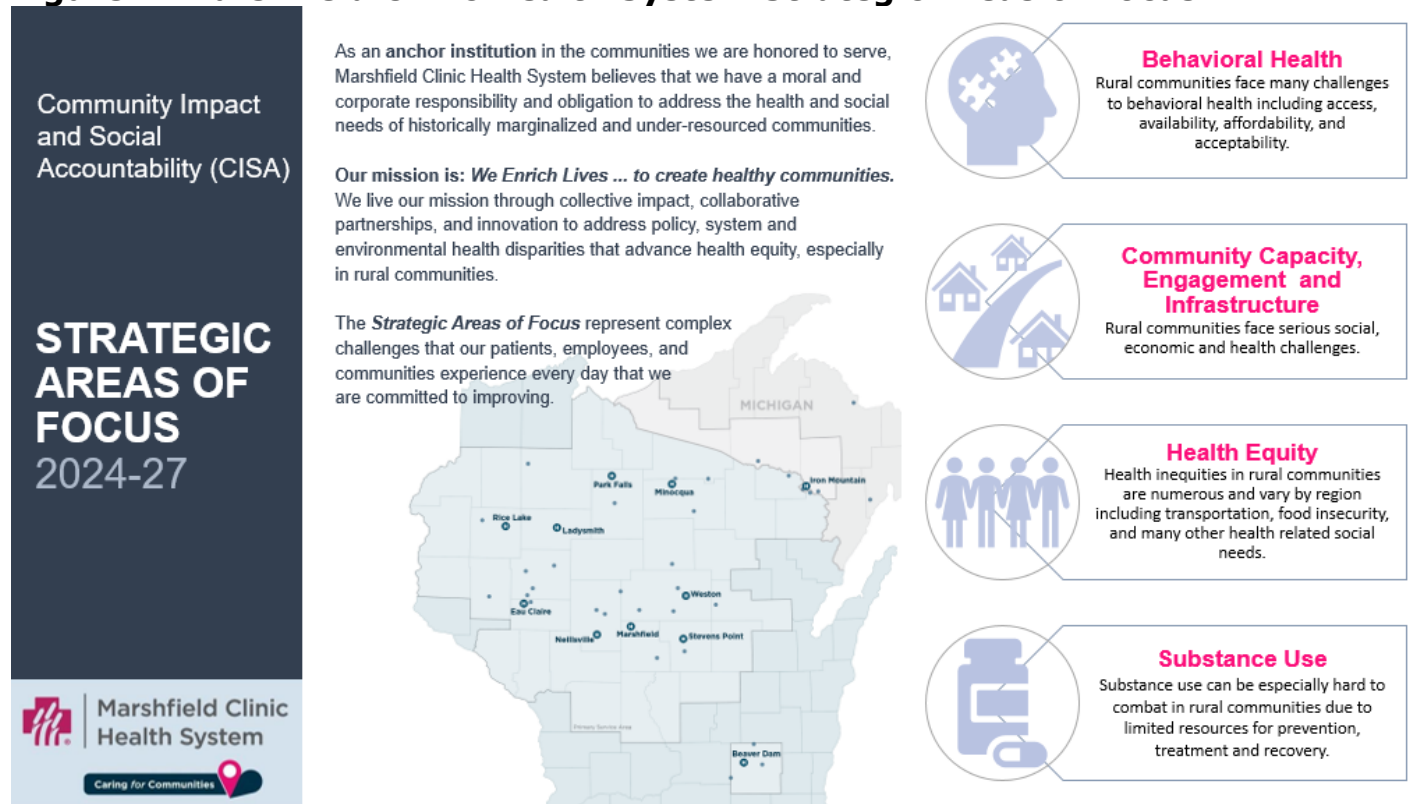 Community Impact
and Social
Accountability (CISA)
STRATEGIC
AREAS OF
FOCUS
2024-27
Marshfield Clinic
Health System
Caring for Communities
As an anchor institution in the communities we are honored to serve,
Marshfield Clinic Health System believes that we have a moral and
corporate responsibility and obligation to address the health and social
needs of historically marginalized and under-resourced communities.
Our mission is: We Enrich Lives ... to create healthy communities.
We live our mission through collective impact, collaborative
partnerships, and innovation to address policy, system and
environmental health disparities that advance health equity, especially
in rural communities.
The Strategic Areas of Focus represent complex
challenges that our patients, employees, and
communities experience every day that we
are committed to improving.
MICHIGAN
Park Falls
Minocqua
Iron Mountain
Rice Lake
Ladysmith
Weston
Eau Claire
Neillsville
Marshfield
Stevens Point
Primary Service Area
Beaver Dam
Behavioral Health
Rural communities face many challenges
to behavioral health including access,
availability, affordability, and
acceptability.
Community Capacity,
Engagement and
Infrastructure
Rural communities face serious social,
economic and health challenges.
Health Equity
Health inequities in rural communities
are numerous and vary by region
including transportation, food insecurity,
and many other health related social
needs.
Substance Use
Substance use can be especially hard to
combat in rural communities due to
limited resources for prevention,
treatment and recovery.